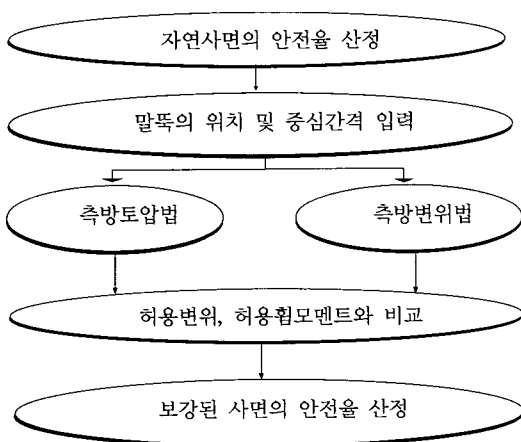 자연사면의 안전율 산정
말뚝의 위치 및 중심간격 입력
측방토압법
측방변위법
허용변위, 허용휨모멘트와 비교
보강된 사면의 안전율 산정